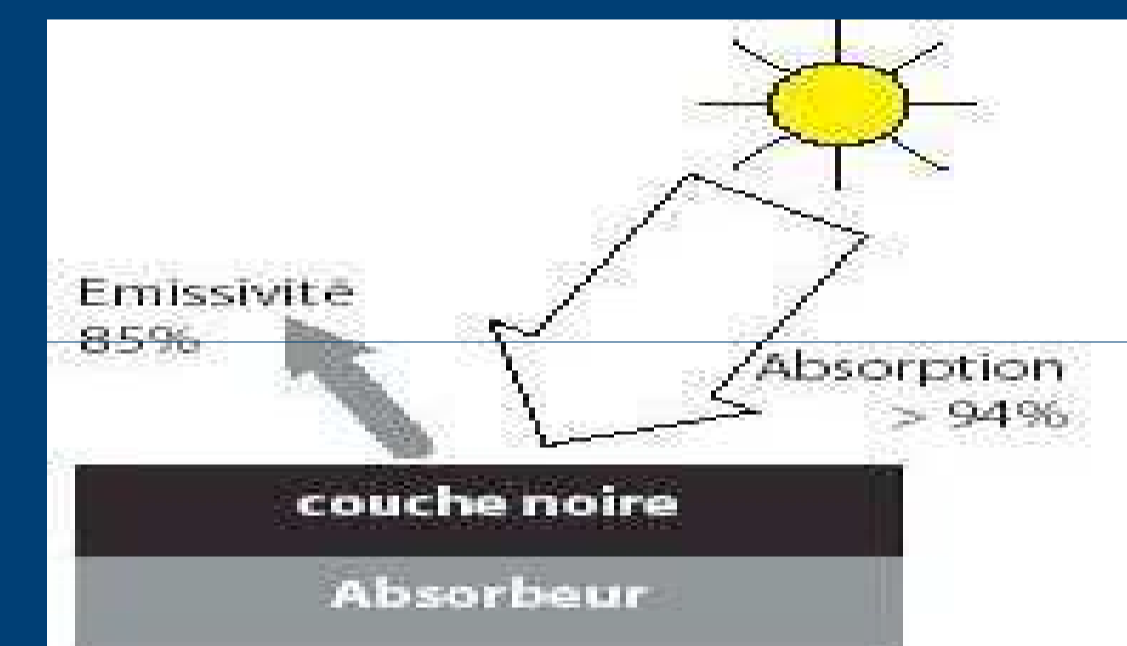 Emissivité
85%
Absorption
> 94%
couche noire
Absorbeur